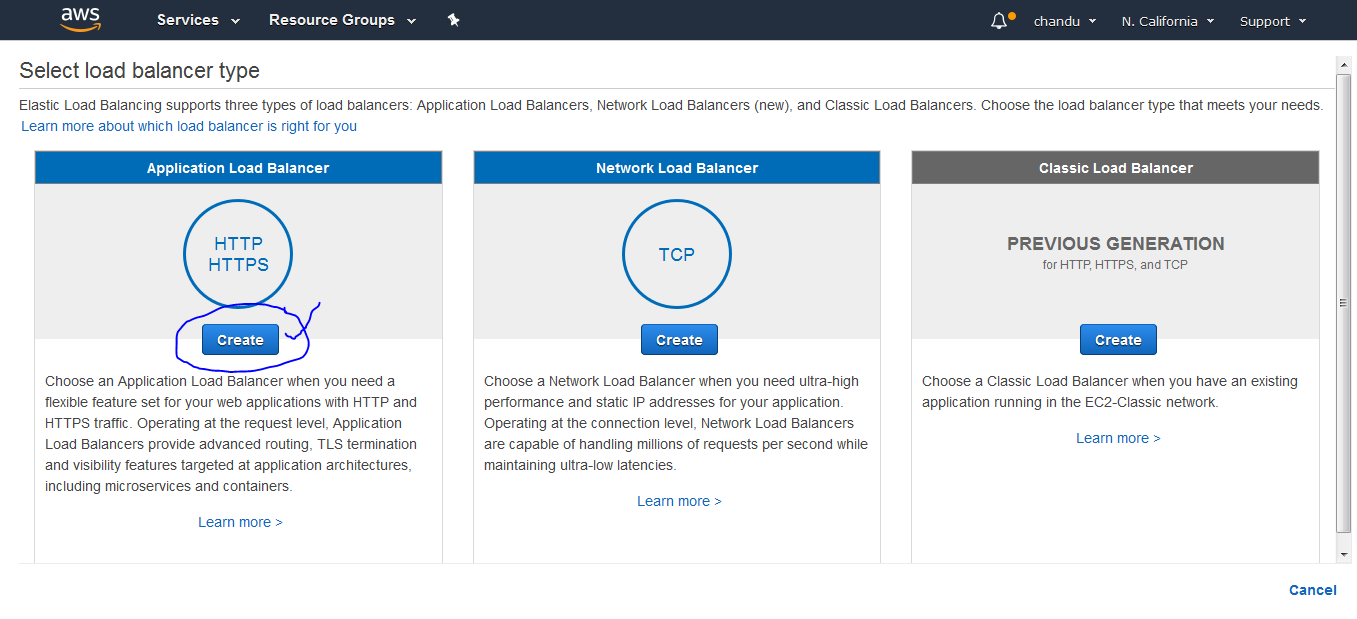 aws Services Resource Groups chandu N. California Support
Select load balancer type
Elastic Load Balancing supports three types of load balancers: Application Load Balancers, Network Load Balancers (new), and Classic Load Balancers. Choose the load balancer type that meets your needs.
Learn more about which load balancer is right for you
Application Load Balancer
HTTP
HTTPS
Create
Choose an Application Load Balancer when you need a
flexible feature set for your web applications with HTTP and
HTTPS traffic. Operating at the request level, Application
Load Balancers provide advanced routing, TLS termination
and visibility features targeted at application architectures,
including microservices and containers.
Learn more >
Network Load Balancer
TCP
Create
Choose a Network Load Balancer when you need ultra-high
performance and static IP addresses for your application.
Operating at the connection level, Network Load Balancers
are capable of handling millions of requests per second while
maintaining ultra-low latencies.
Learn more >
Classic Load Balancer
PREVIOUS GENERATION
for HTTP, HTTPS, and TCP
Create
Choose a Classic Load Balancer when you have an existing
application running in the EC2-Classic network.
Learn more >
Cancel